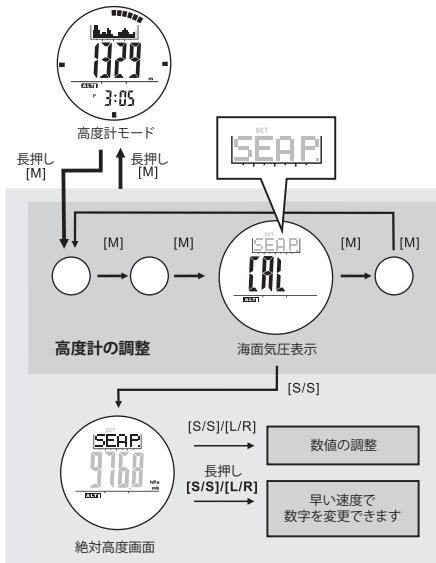 1329
m
ALTI
P 3:05
高度計モード
長押し
[M]
長押し
[M]
SET
SEAP.
[M]
[M]
SET
SEAP.
CAL
ALTI
[M]
[M]
高度計の調整
海面気圧表示
[S/S]
SET
SEAP.
9768
hPa
mb
ALTI
絶対高度画面
[S/S]/[L/R]
数値の調整
長押し
[S/S]/[L/R]
早い速度で
数字を変更できます